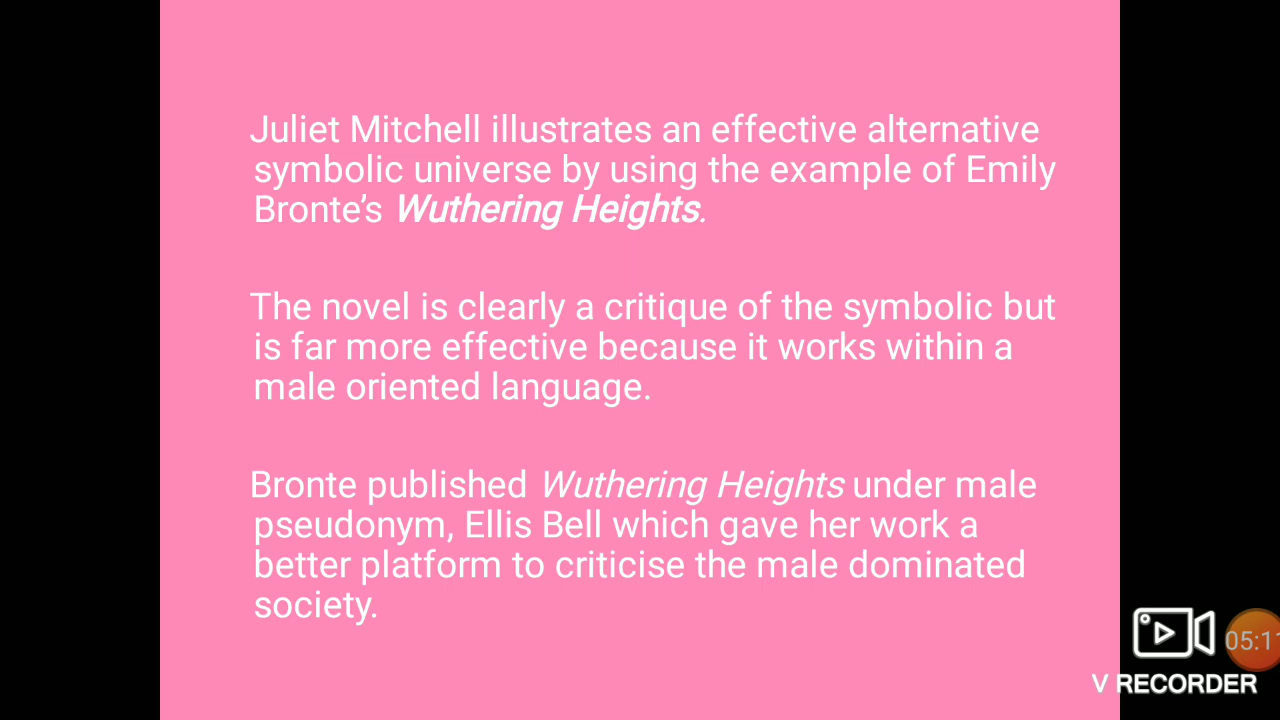 Juliet Mitchell illustrates an effective alternative
symbolic universe by using the example of Emily
Bronte’s Wuthering Heights.
The novel is clearly a critique of the symbolic but
is far more effective because it works within a
male oriented language.
Bronte published Wuthering Heights under male
pseudonym, Ellis Bell which gave her work a
better platform to criticise the male dominated
society.
05:11
V RECORDER